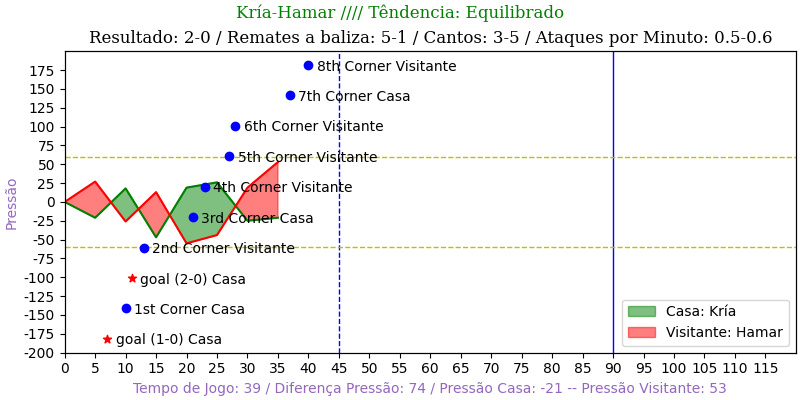 Kría-Hamar //// Têndencia: Equilibrado
Resultado: 2-0 / Remates a baliza: 5-1 / Cantos: 3-5 / Ataques por Minuto: 0.5-0.6
175
150
125
100
75
50
25
0
-25
-50
-75
-100
-125
-150
-175
-200
Pressão
8th Corner Visitante
7th Corner Casa
6th Corner Visitante
5th Corner Visitante
4th Corner Visitante
3rd Corner Casa
2nd Corner Visitante
goal (2-0) Casa
1st Corner Casa
goal (1-0) Casa
Casa: Kría
Visitante: Hamar
0 5 10 15 20 25 30 35 40 45 50 55 60 65 70 75 80 85 90 95 100 105 110 115
Tempo de Jogo: 39 / Diferença Pressão: 74 / Pressão Casa: -21 -- Pressão Visitante: 53